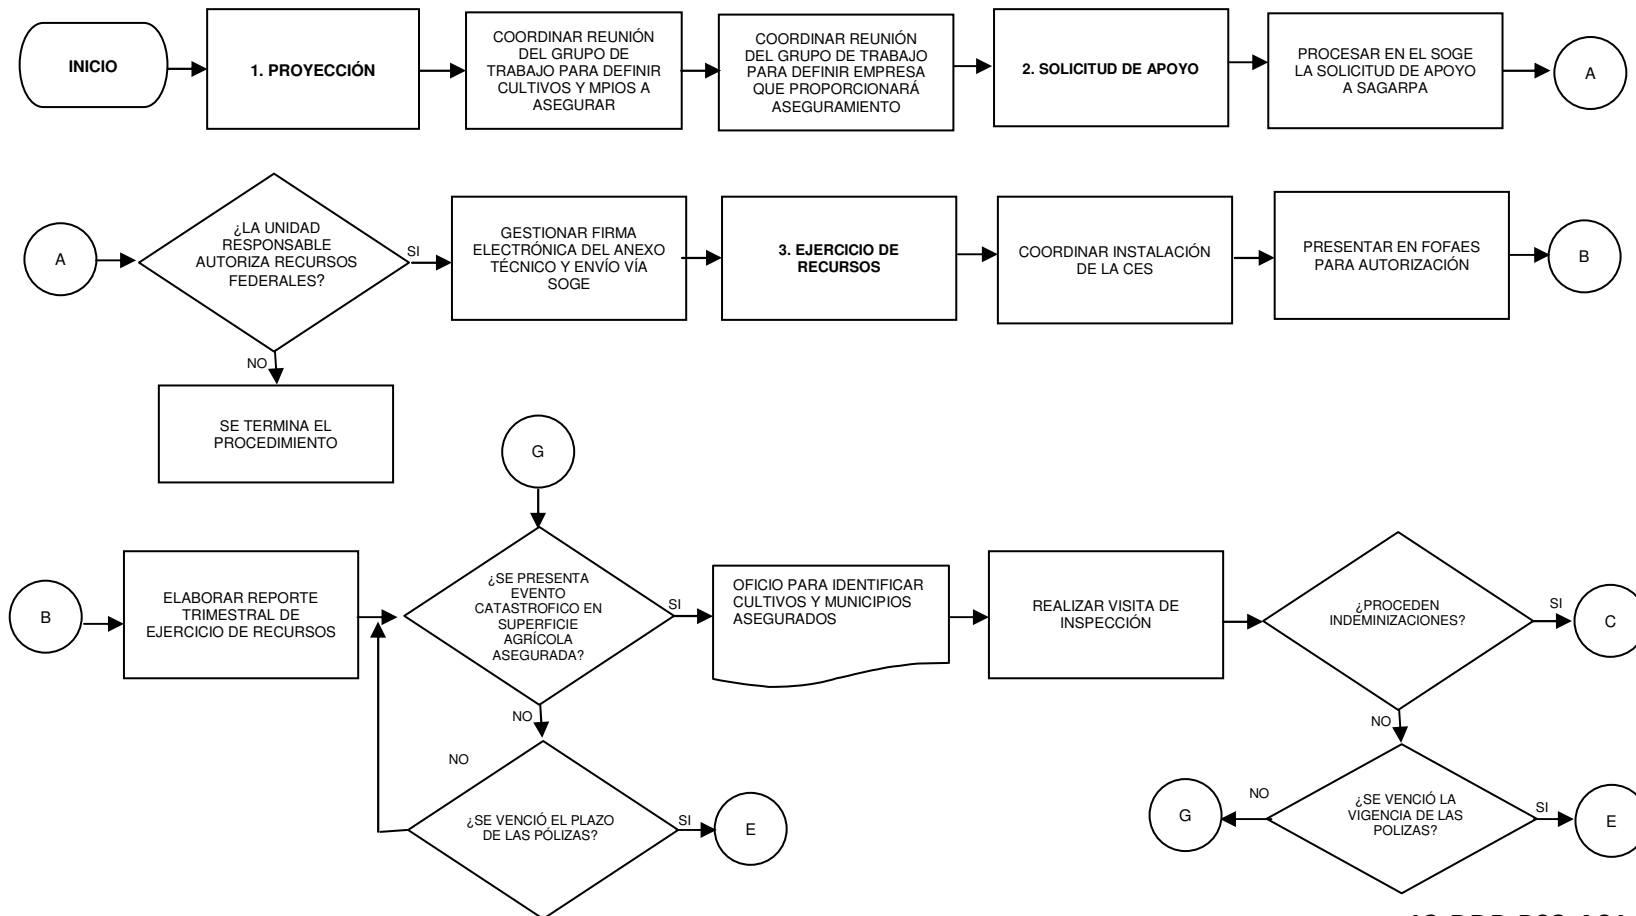 INICIO
1. PROYECCIÓN
COORDINAR REUNIÓN
DEL GRUPO DE
TRABAJO PARA DEFINIR
CULTIVOS Y MPIOS A
ASEGURAR
COORDINAR REUNIÓN
DEL GRUPO DE TRABAJO
PARA DEFINIR EMPRESA
QUE PROPORCIONARÁ
ASEGURAMIENTO
2. SOLICITUD DE APOYO
PROCESAR EN EL SOGE
LA SOLICITUD DE APOYO
A SAGARPA
A
A
¿LA UNIDAD
RESPONSABLE
AUTORIZA RECURSOS
FEDERALES?
SI
NO
GESTIONAR FIRMA
ELECTRÓNICA DEL ANEXO
TÉCNICO Y ENVÍO VÍA
SOGE
3. EJERCICIO DE
RECURSOS
COORDINAR INSTALACIÓN
DE LA CES
PRESENTAR EN FOFAES
PARA AUTORIZACIÓN
B
SE TERMINA EL
PROCEDIMIENTO
G
B
ELABORAR REPORTE
TRIMESTRAL DE
EJERCICIO DE RECURSOS
¿SE PRESENTA
EVENTO
CATASTROFICO EN
SUPERFICIE
AGRÍCOLA
ASEGURADA?
SI
NO
OFICIO PARA IDENTIFICAR
CULTIVOS Y MUNICIPIOS
ASEGURADOS
REALIZAR VISITA DE
INSPECCIÓN
¿PROCEDEN
INDEMINIZACIONES?
SI
C
NO
NO
¿SE VENCIÓ EL PLAZO
DE LAS PÓLIZAS?
SI
E
G
NO
¿SE VENCIÓ LA
VIGENCIA DE LAS
POLIZAS?
SI
E